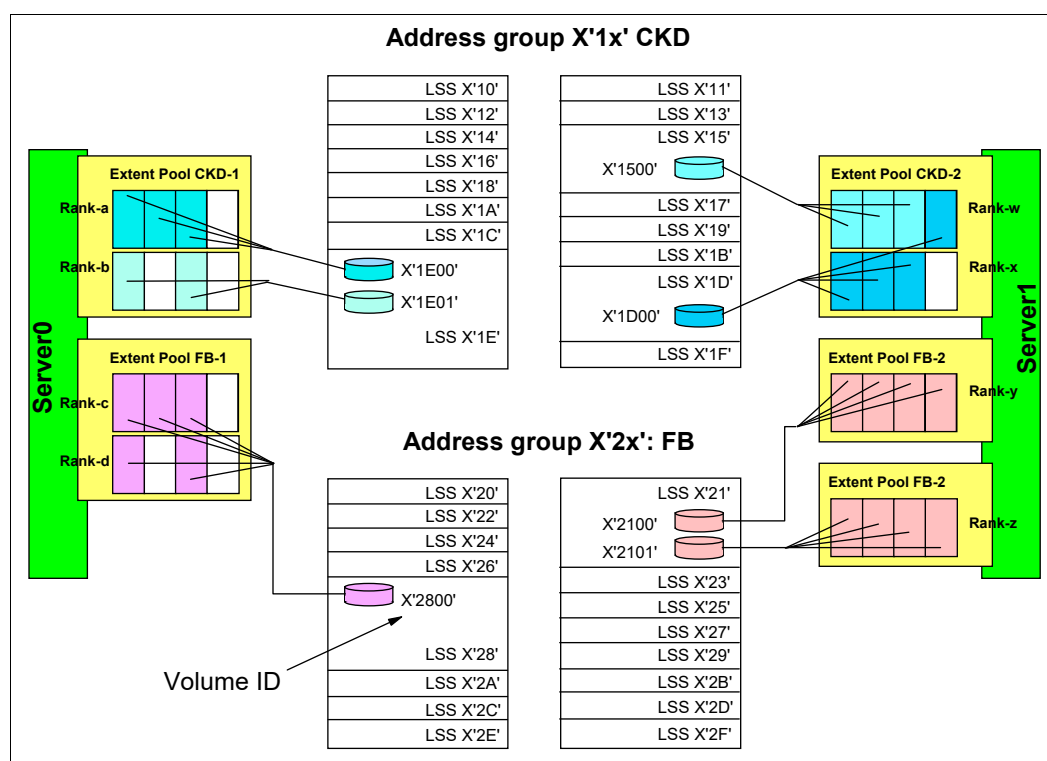 Address group X'1x' CKD
LSS X'10'
LSS X'12'
LSS X'14'
LSS X'16'
LSS X'18'
LSS X'1A'
LSS X'1C'
X'1E00'
X'1E01'
LSS X'1E'
LSS X'11'
LSS X'13'
LSS X'15'
X'1500'
LSS X'17'
LSS X'19'
LSS X'1B'
LSS X'1D'
X'1D00'
LSS X'1F'
Server0
Extent Pool CKD-1
Rank-a
Rank-b
Extent Pool FB-1
Rank-c
Rank-d
Extent Pool CKD-2
Rank-w
Rank-x
Server1
Extent Pool FB-2
Rank-y
Extent Pool FB-2
Rank-z
Address group X'2x': FB
LSS X'20'
LSS X'22'
LSS X'24'
LSS X'26'
X'2800'
LSS X'28'
LSS X'2A'
LSS X'2C'
LSS X'2E'
Volume ID
LSS X'21'
X'2100'
X'2101'
LSS X'23'
LSS X'25'
LSS X'27'
LSS X'29'
LSS X'2B'
LSS X'2D'
LSS X'2F'